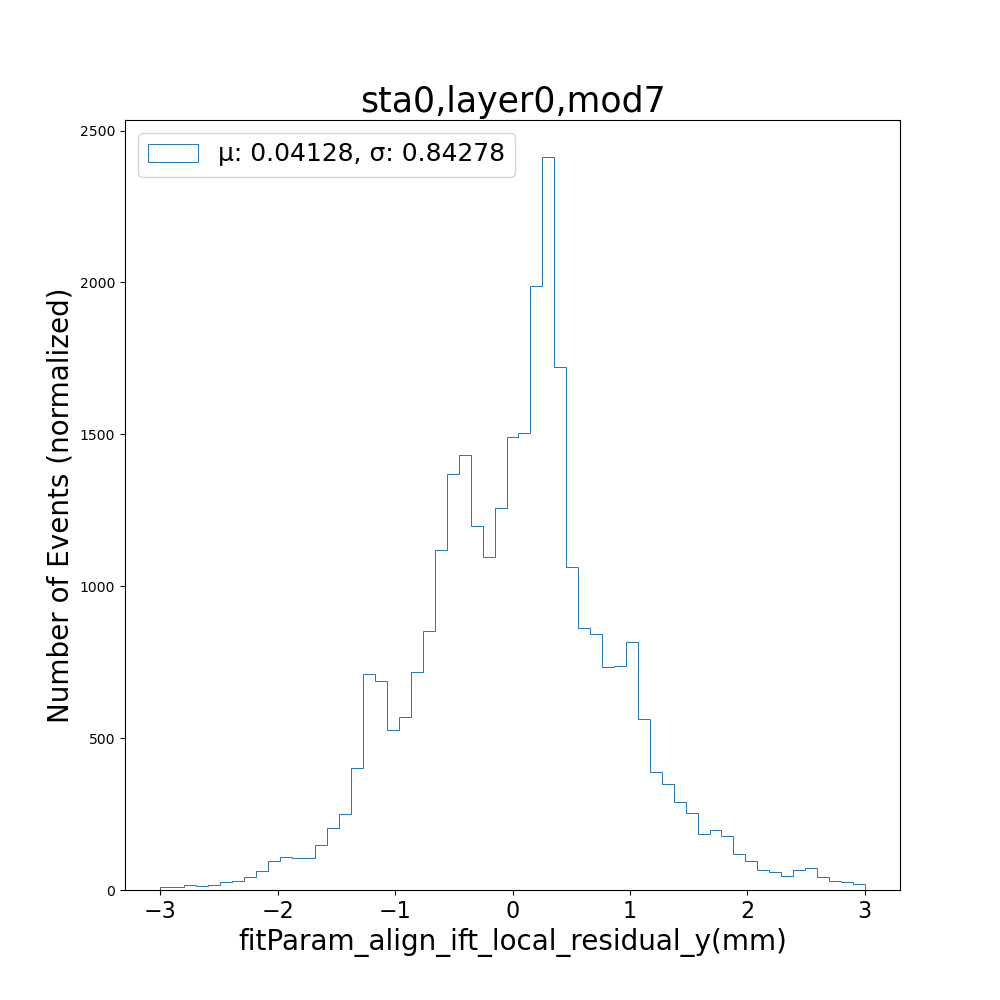 sta0,layer0,mod7
μ: 0.04128, σ: 0.84278
Number of Events (normalized)
2500
2000
1500
1000
500
0
−3 −2 −1 0 1 2 3
fitParam_align_ift_local_residual_y(mm)